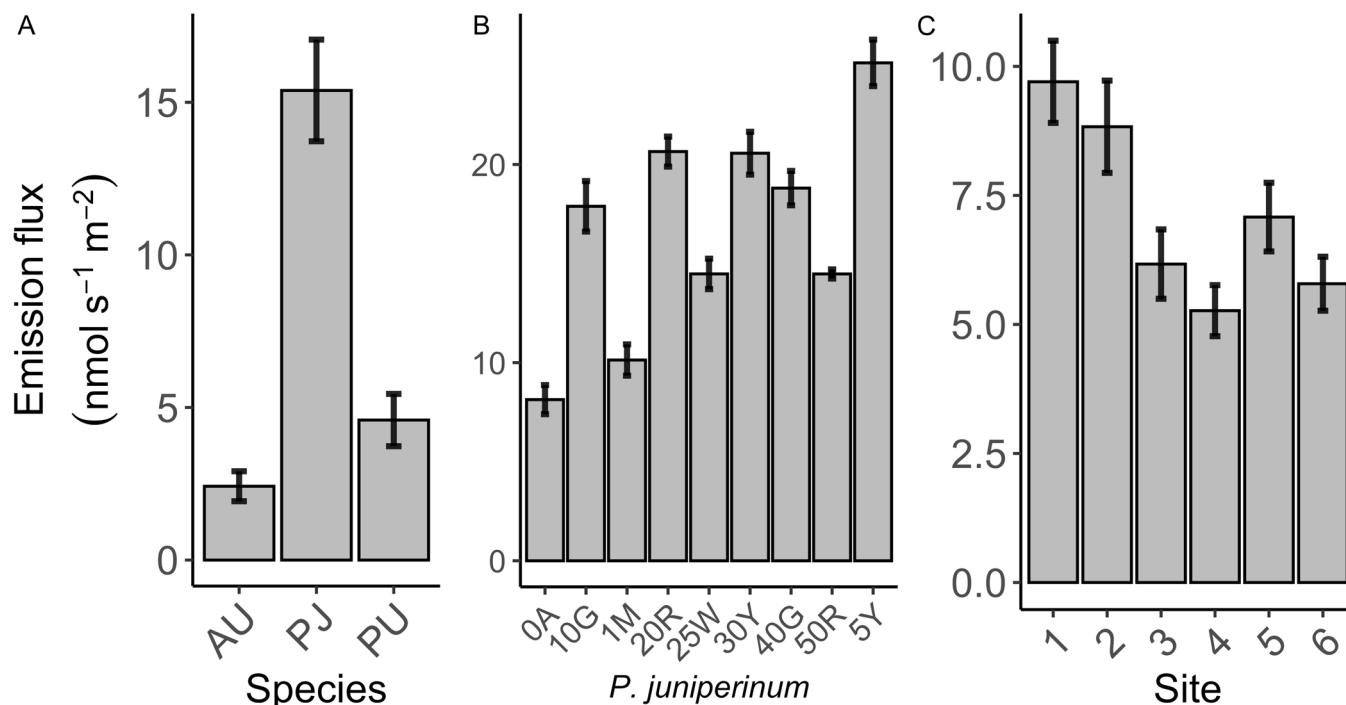 A
Emission flux
(nmol s⁻¹ m⁻²)
15
10
5
0
AU PJ PU
Species
B
20
10
0
0A 10G 1M 20R 25W 30Y 40G 50R 5Y
P. juniperinum
C
10.0
7.5
5.0
2.5
0.0
1 2 3 4 5 6
Site